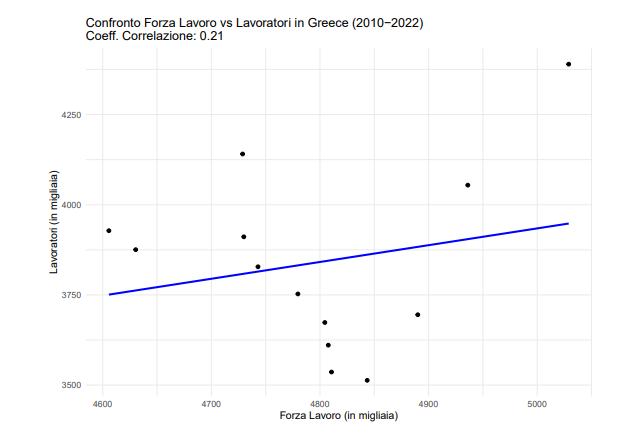 Confronto Forza Lavoro vs Lavoratori in Greece (2010−2022)
Coeff. Correlazione: 0.21
Lavoratori (in migliaia)
4250
4000
3750
3500
4600 4700 4800 4900 5000
Forza Lavoro (in migliaia)